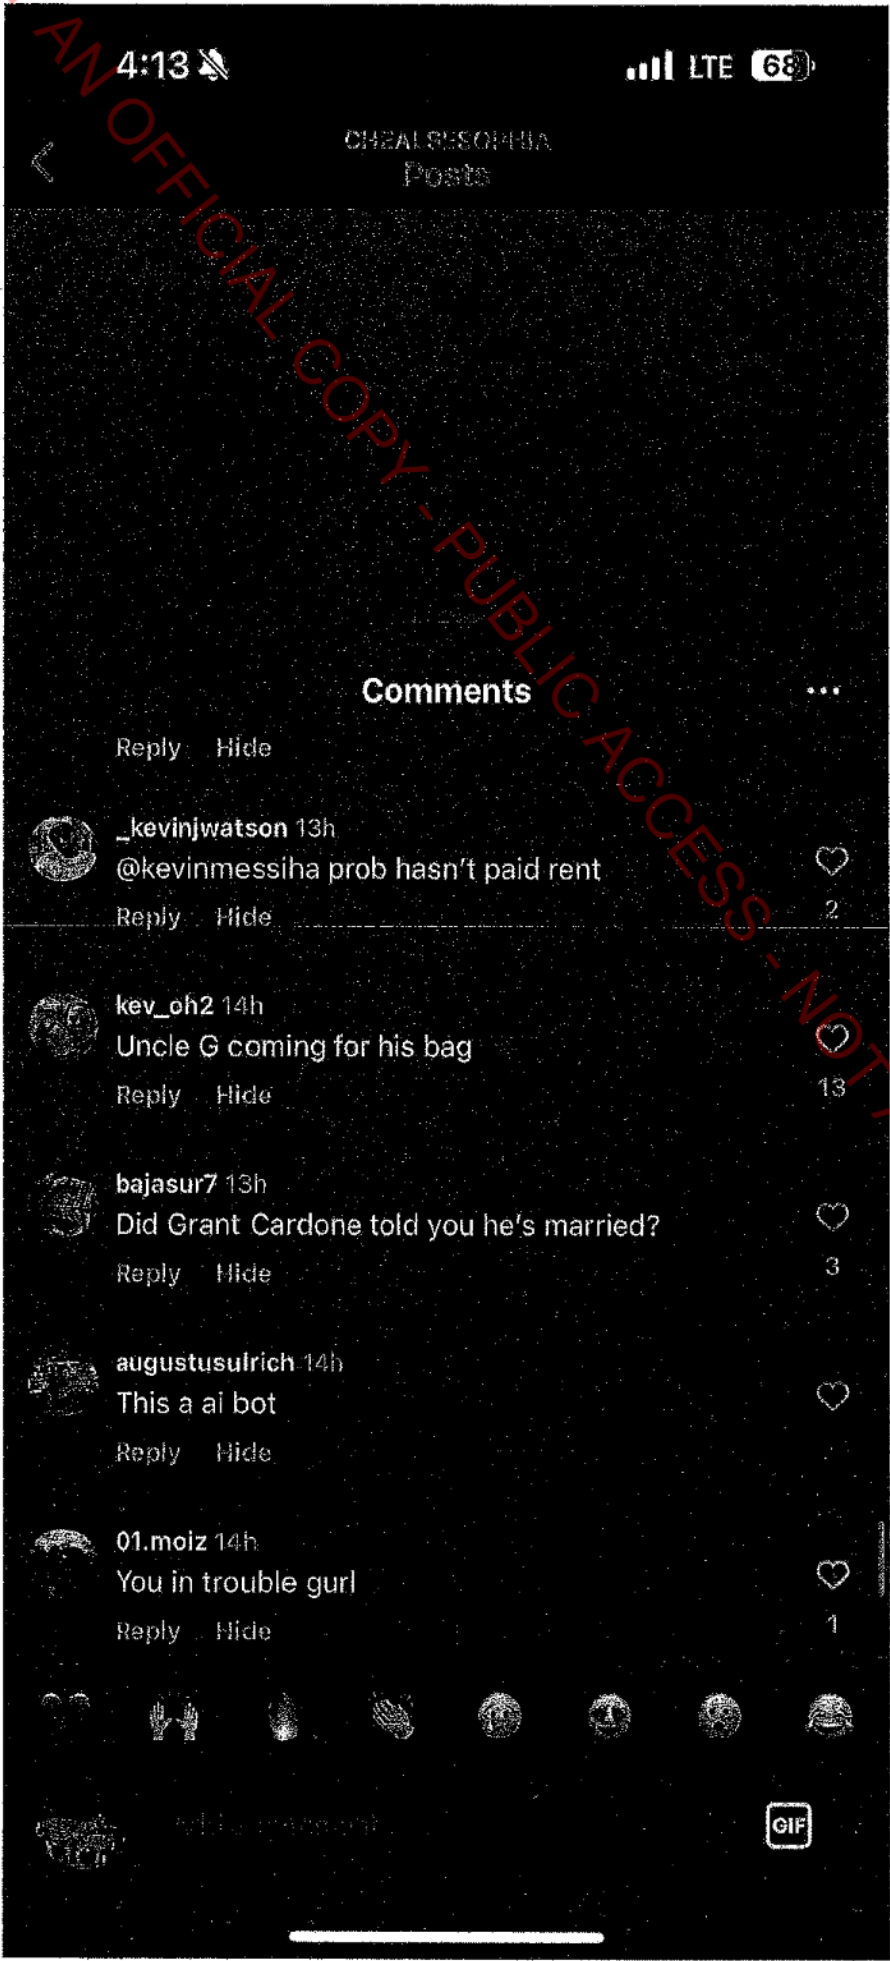 4:13
LTE 68
Posts
AN OFFICIAL COPY - PUBLIC ACCESS - NOT
Comments
...
Reply Hide
_kevinjwatson 13h
@kevinmessiha prob hasn't paid rent
Reply Hide
2
kev_oh2 14h
Uncle G coming for his bag
Reply Hide
13
bajasur7 13h
Did Grant Cardone told you he's married?
Reply Hide
3
augustusulrich 14h
This a ai bot
Reply Hide
01.moiz 14h
You in trouble gurl
Reply Hide
1
GIF